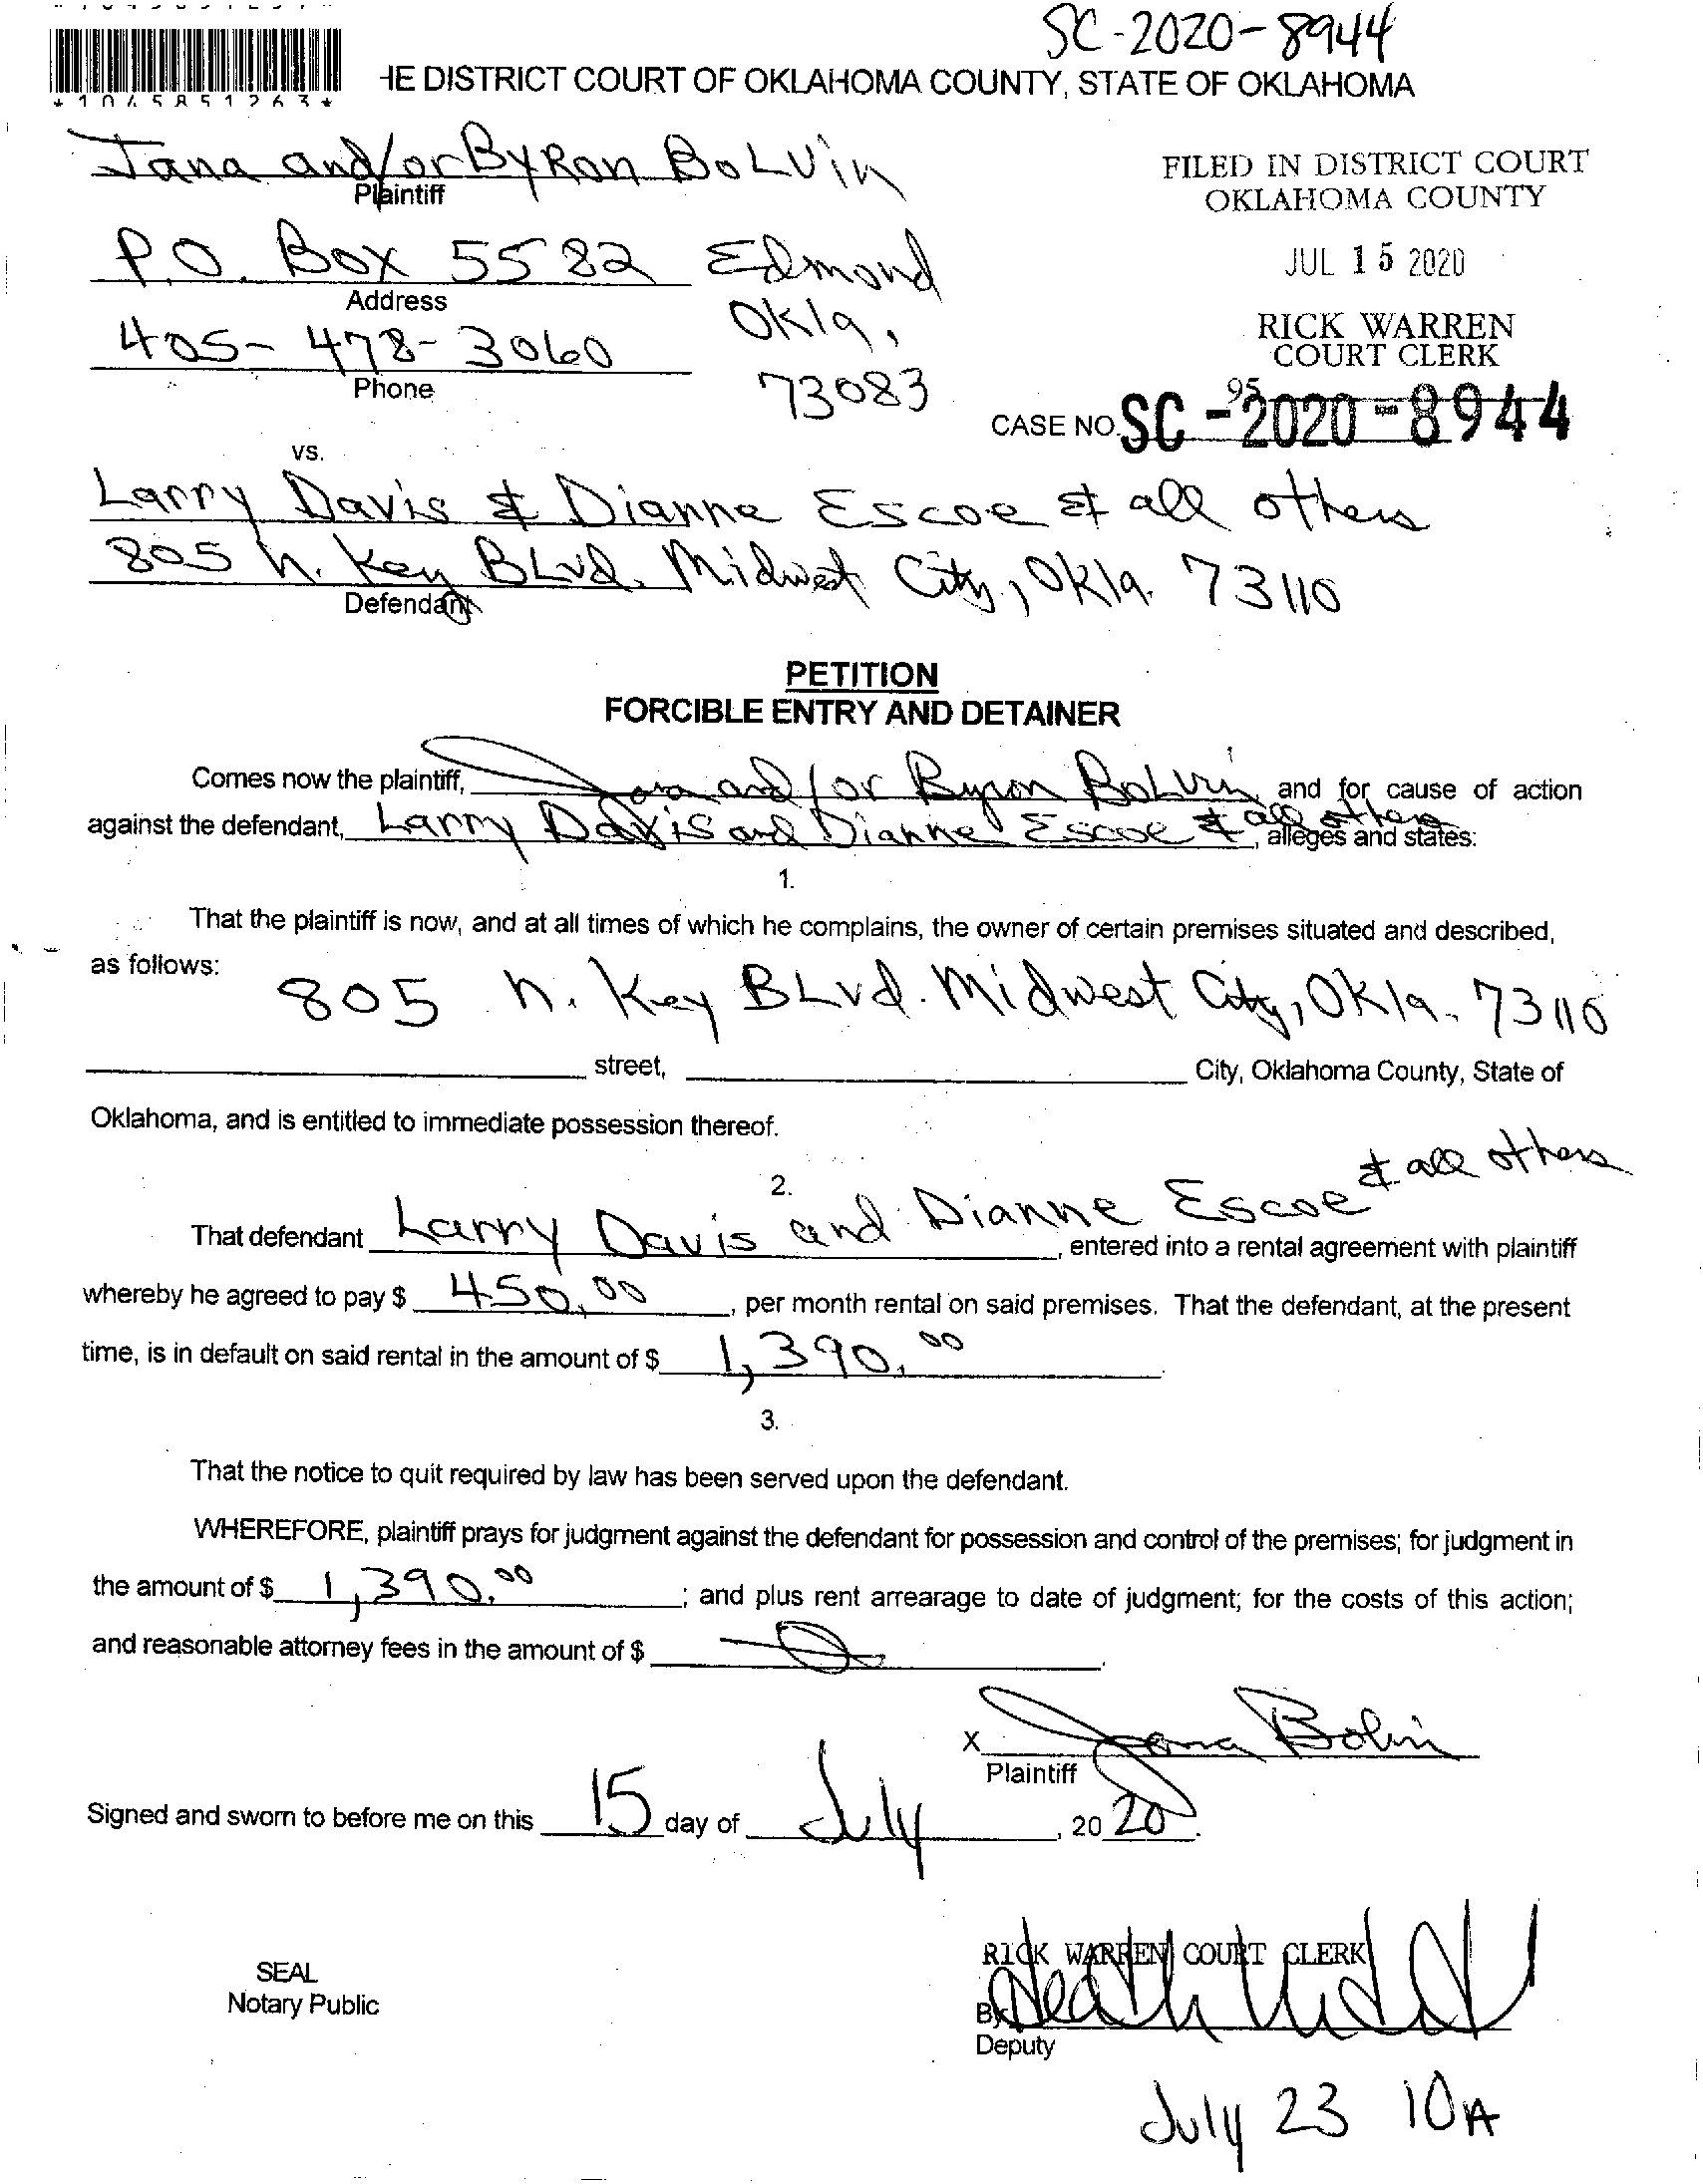 SC-2020-8944
*1045851263*
HE DISTRICT COURT OF OKLAHOMA COUNTY, STATE OF OKLAHOMA
Jana and/or Byron Bolvin
Plaintiff
FILED IN DISTRICT COURT
OKLAHOMA COUNTY
P.O. Box 5582 Edmond
Address
JUL 15 2020
Okla,
405-478-3060
Phone
73083
RICK WARREN
COURT CLERK
95
CASE NO. SC-2020-8944
vs.
Larry Davis & Dianne Escoe & all others
805 N. Key BLvd. Midwest City, Okla. 73110
Defendant
PETITION
FORCIBLE ENTRY AND DETAINER
Comes now the plaintiff, Jana and/or Byron Bolvin and for cause of action
against the defendant, Larry Davis and Dianne Escoe & all others, alleges and states:
1.
That the plaintiff is now, and at all times of which he complains, the owner of certain premises situated and described,
as follows:
805 N. Key BLvd. Midwest City, Okla. 73110
street, City, Oklahoma County, State of
Oklahoma, and is entitled to immediate possession thereof.
2.
That defendant Larry Davis and Dianne Escoe & all others, entered into a rental agreement with plaintiff
whereby he agreed to pay $ 450.00, per month rental on said premises. That the defendant, at the present
time, is in default on said rental in the amount of $ 1,390.00.
3.
That the notice to quit required by law has been served upon the defendant.
WHEREFORE, plaintiff prays for judgment against the defendant for possession and control of the premises; for judgment in
the amount of $ 1,390.00; and plus rent arrearage to date of judgment; for the costs of this action;
and reasonable attorney fees in the amount of $ 0.
X Jana Bolvin
Plaintiff
Signed and sworn to before me on this 15 day of July, 20 20.
RICK WARREN COURT CLERK
SEAL
Notary Public
By
Deputy
July 23 10A